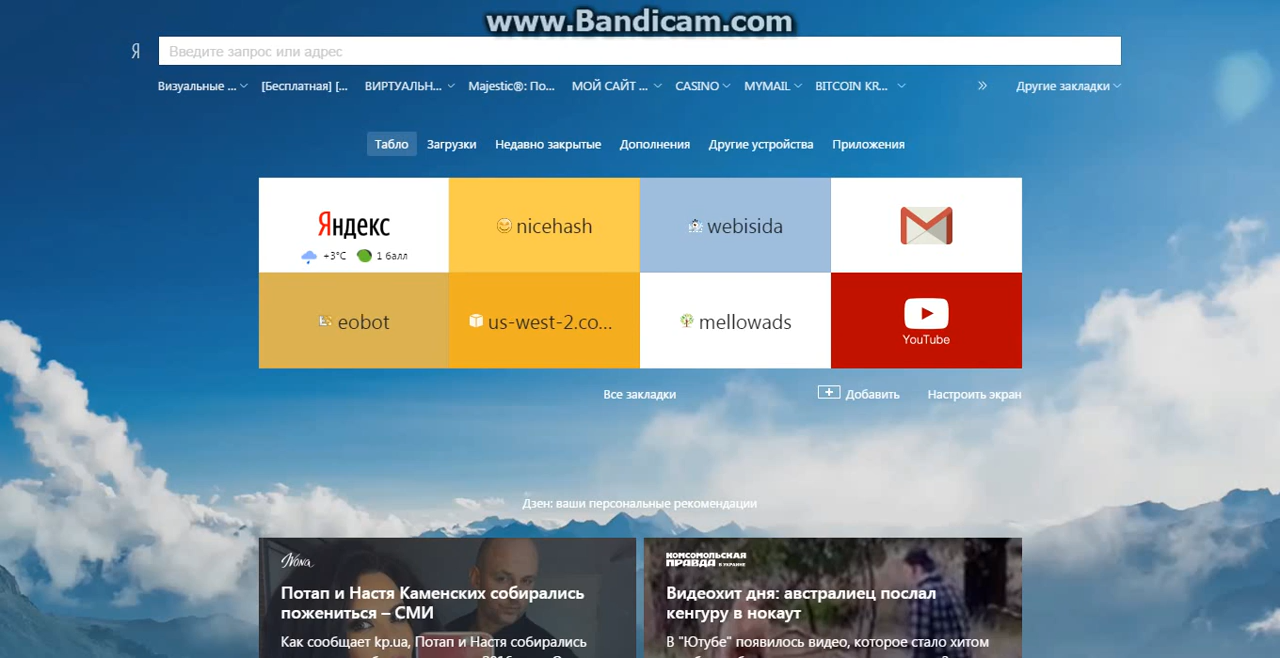 www.Bandicam.com
Я
Введите запрос или адрес
Визуальные ... [Бесплатная] [... ВИРТУАЛЬН... Majestic®: По... МОЙ САЙТ ... CASINO MYMAIL BITCOIN KR... » Другие закладки
Табло Загрузки Недавно закрытые Дополнения Другие устройства Приложения
Яндекс nicehash webisida
+3°C 1 балл
eobot us-west-2.co... mellowads YouTube
Все закладки Добавить Настроить экран
Дзен: ваши персональные рекомендации
IVONA
Потап и Настя Каменских собирались
пожениться – СМИ
Как сообщает kp.ua, Потап и Настя собирались
КОМСОМОЛЬСКАЯ
ПРАВДА В УКРАИНЕ
Видеохит дня: австралиец послал
кенгуру в нокаут
В "Ютубе" появилось видео, которое стало хитом